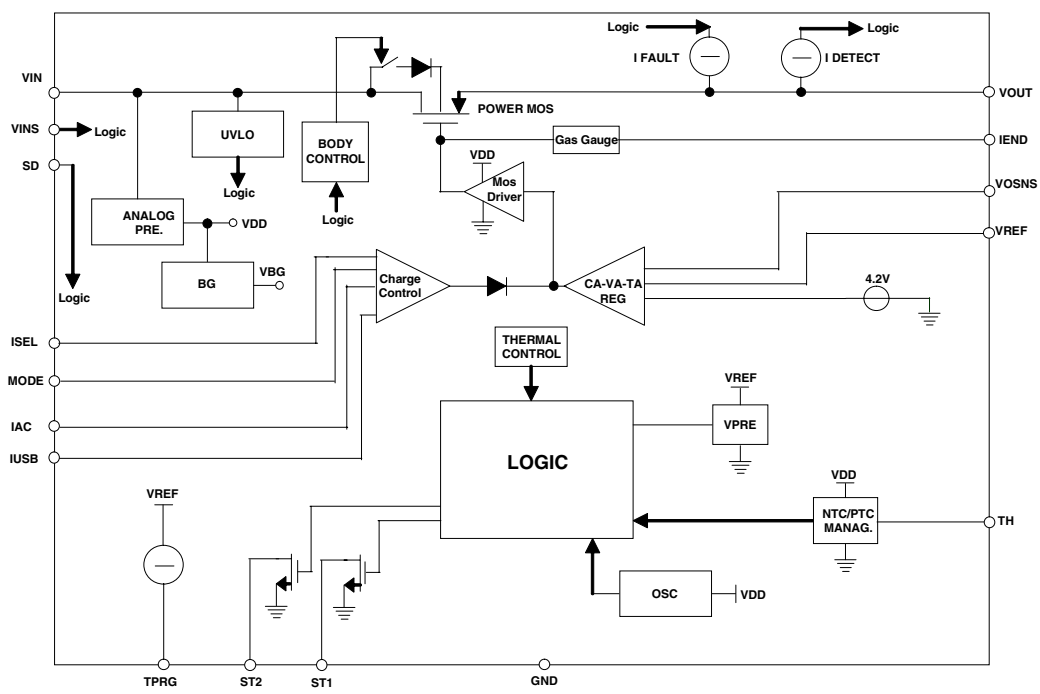 Logic
Logic
I FAULT
I DETECT
VIN
VOUT
POWER MOS
VINS
Logic
UVLO
BODY
CONTROL
Gas Gauge
IEND
SD
VDD
Mos
Driver
Logic
VOSNS
ANALOG
PRE.
VDD
Logic
VREF
BG
VBG
Logic
Charge
Control
CA-VA-TA
REG
4.2V
ISEL
THERMAL
CONTROL
MODE
VREF
IAC
VPRE
IUSB
LOGIC
VDD
VREF
NTC/PTC
MANAG.
TH
OSC
VDD
TPRG
ST2
ST1
GND